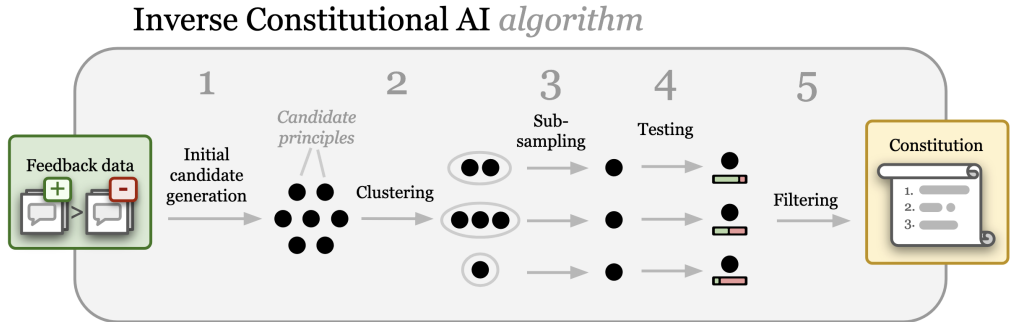 Inverse Constitutional AI algorithm
1
2
3
4
5
Candidate
principles
Sub-
sampling
Testing
Feedback data
+
-
>
Initial
candidate
generation
Clustering
Filtering
Constitution
1.
2.
3.